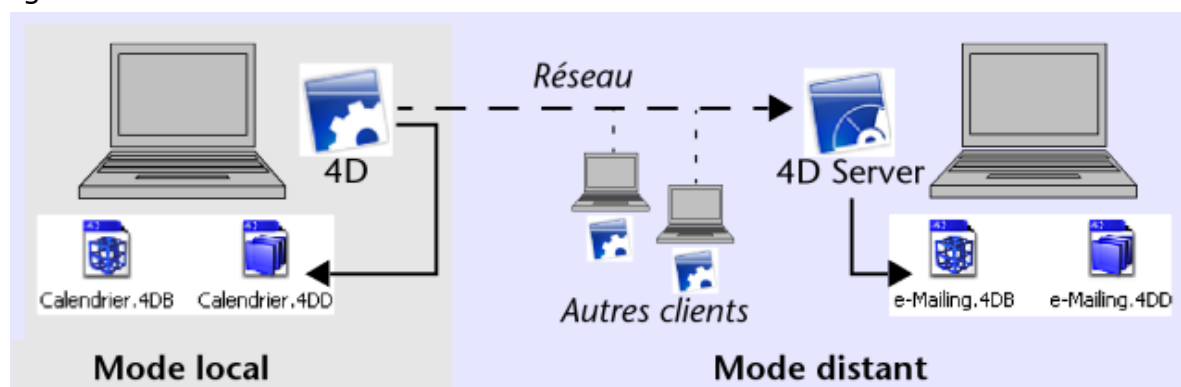 Réseau
4D
4D Server
Calendrier.4DB
Calendrier.4DD
Autres clients
e-Mailing.4DB
e-Mailing.4DD
Mode local
Mode distant